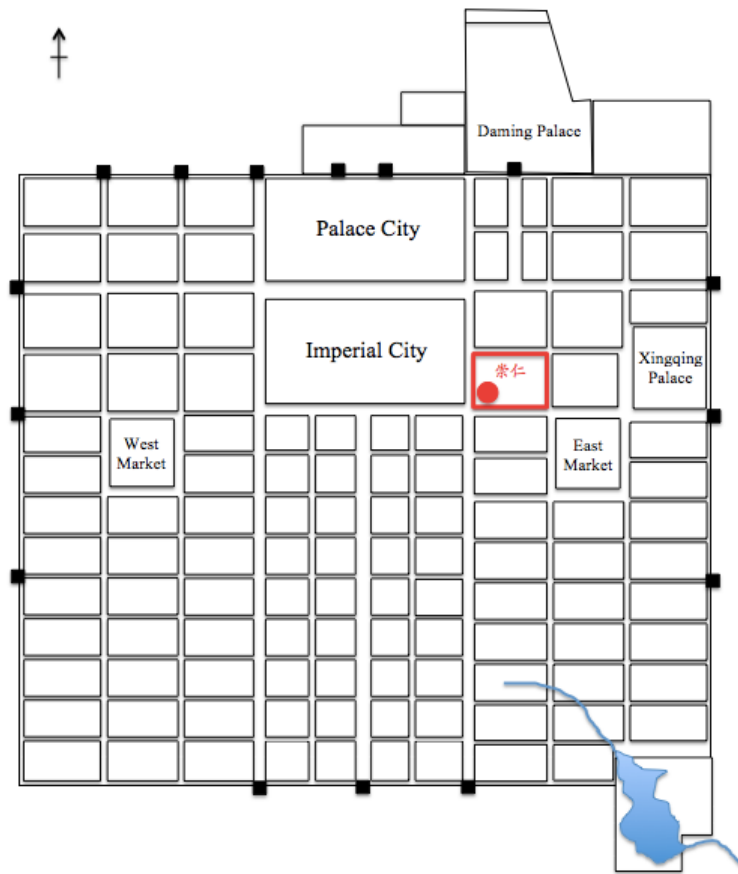 Daming Palace
Palace City
Imperial City
崇仁
Xingqing
Palace
West
Market
East
Market